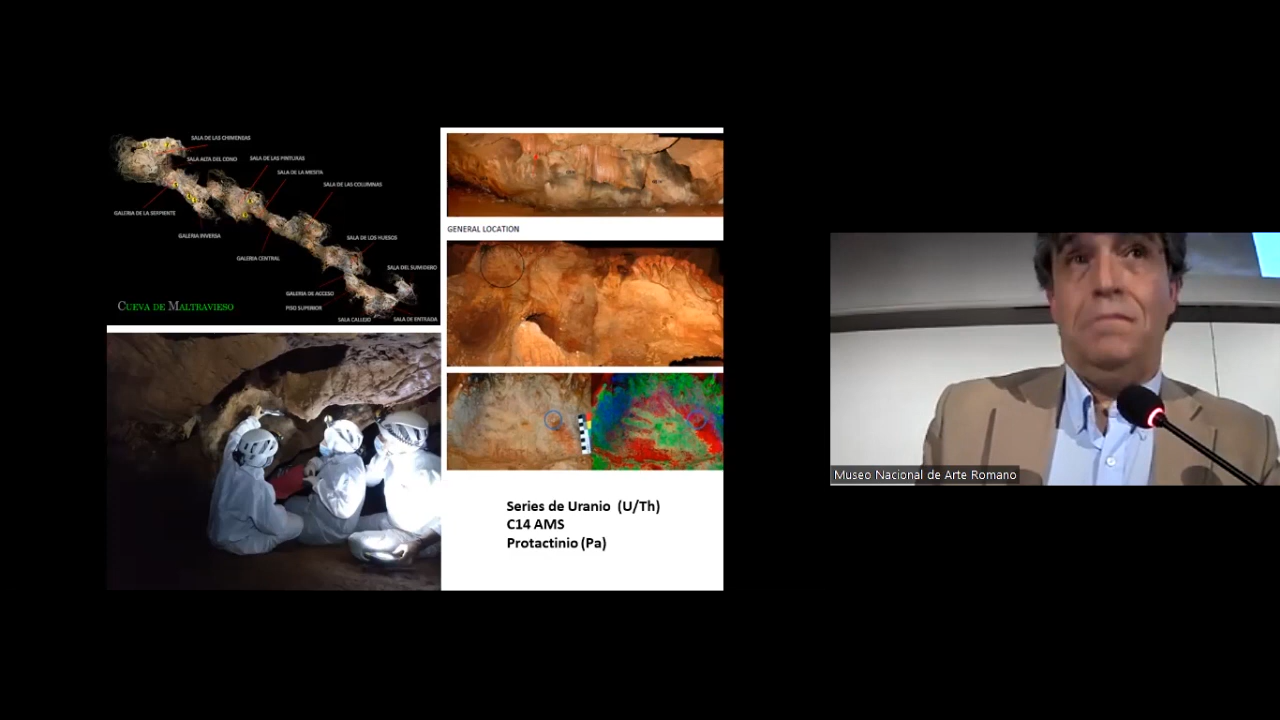 SALA DE LAS CHIMENEAS
SALA ALTA DEL CONO
SALA DE LAS PINTURAS
SALA DE LA MESITA
SALA DE LAS COLUMNAS
GALERIA DE LA SERPIENTE
GALERIA INVERSA
SALA DE LOS HUESOS
GALERIA CENTRAL
SALA DEL SUMIDERO
GALERIA DE ACCESO
PISO SUPERIOR
SALA CALLEJO
SALA DE ENTRADA
CUEVA DE MALTRAVIESO
GENERAL LOCATION
Series de Uranio (U/Th)
C14 AMS
Protactinio (Pa)
Museo Nacional de Arte Romano